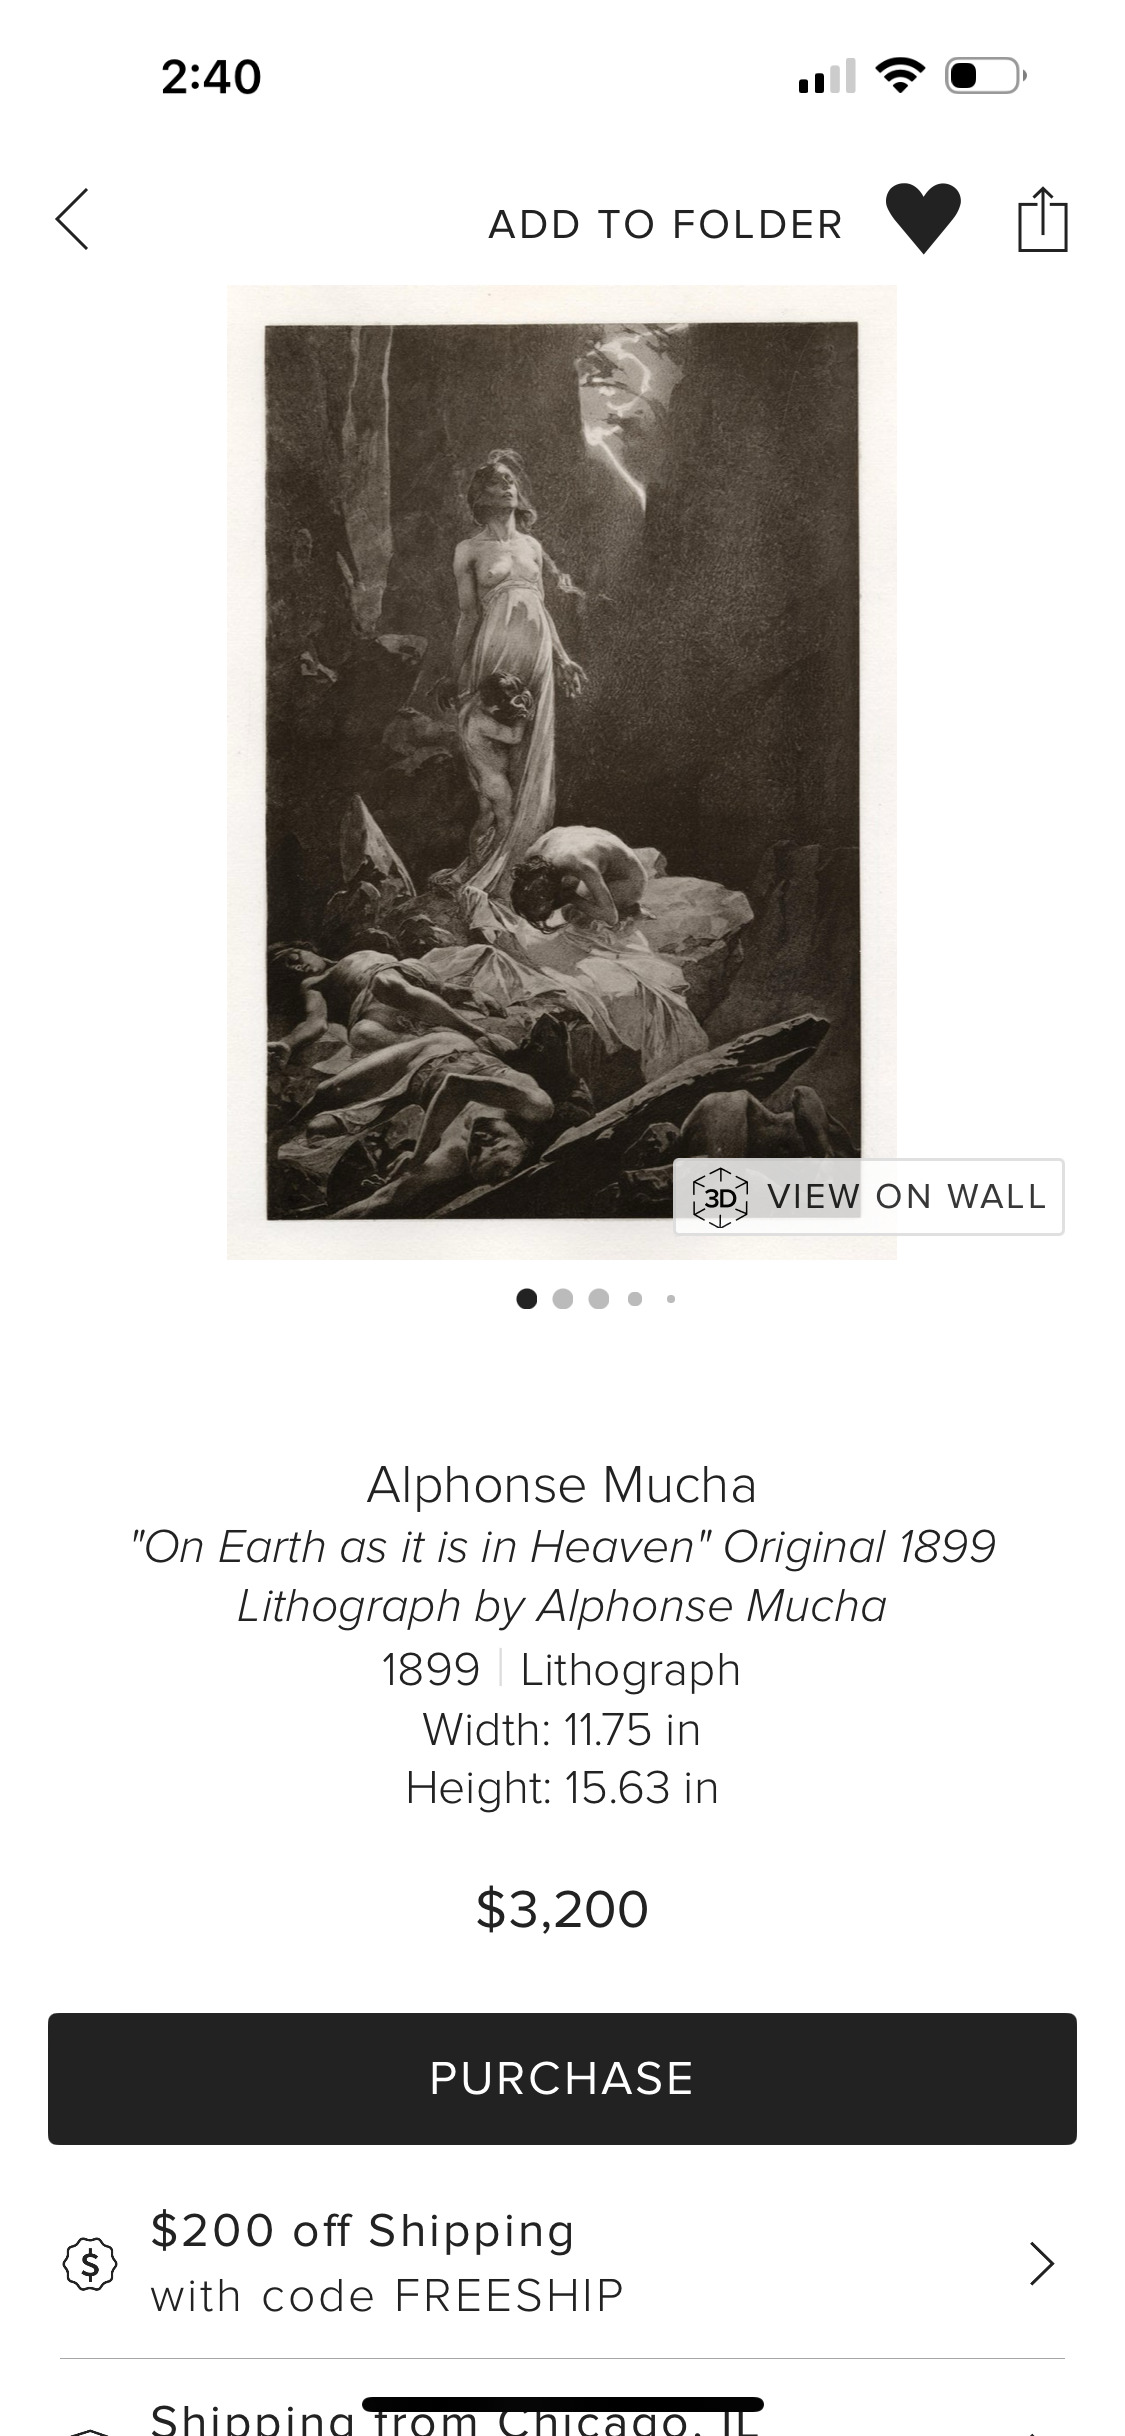 2:40
ADD TO FOLDER
3D VIEW ON WALL
Alphonse Mucha
"On Earth as it is in Heaven" Original 1899
Lithograph by Alphonse Mucha
1899 | Lithograph
Width: 11.75 in
Height: 15.63 in
$3,200
PURCHASE
$ $200 off Shipping
with code FREESHIP
Shipping from Chicago, IL